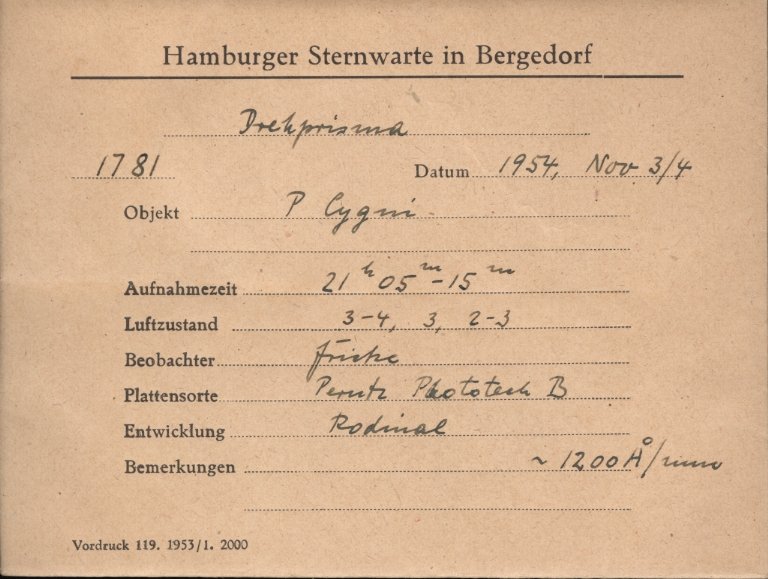 Hamburger Sternwarte in Bergedorf
Drehprisma
1781 Datum 1954, Nov 3/4
Objekt P Cygni
Aufnahmezeit 21ʰ 05ᵐ - 15ᵐ
Luftzustand 3-4, 3, 2-3
Beobachter Fricke
Plattensorte Perutz Phototech B
Entwicklung Rodinal
Bemerkungen ~ 1200 Å/mm
Vordruck 119. 1953/1. 2000